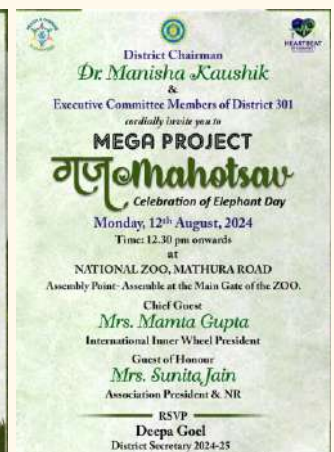 HEARTBEAT
District Chairman
Dr. Manisha Kaushik
&
Executive Committee Members of District 301
cordially invite you to
MEGA PROJECT
गजmahotsav
Celebration of Elephant Day
Monday, 12th August, 2024
Time: 12.30 pm onwards
at
NATIONAL ZOO, MATHURA ROAD
Assembly Point- Assemble at the Main Gate of the ZOO.
Chief Guest
Mrs. Mamta Gupta
International Inner Wheel President
Guest of Honour
Mrs. Sunita Jain
Association President & NR
RSVP
Deepa Goel
District Secretary 2024-25